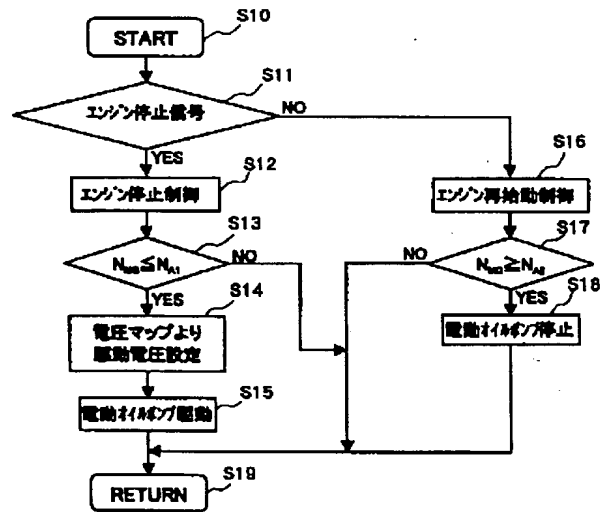 S10
START
S11
エンジン停止信号
NO
YES
S12
エンジン停止制御
S13
N_MG≦N_A1
NO
YES
S14
電圧マップより
駆動電圧設定
S15
電動オイルポンプ駆動
S19
RETURN
S16
エンジン再始動制御
S17
NO
N_MG≧N_A2
YES
S18
電動オイルポンプ停止